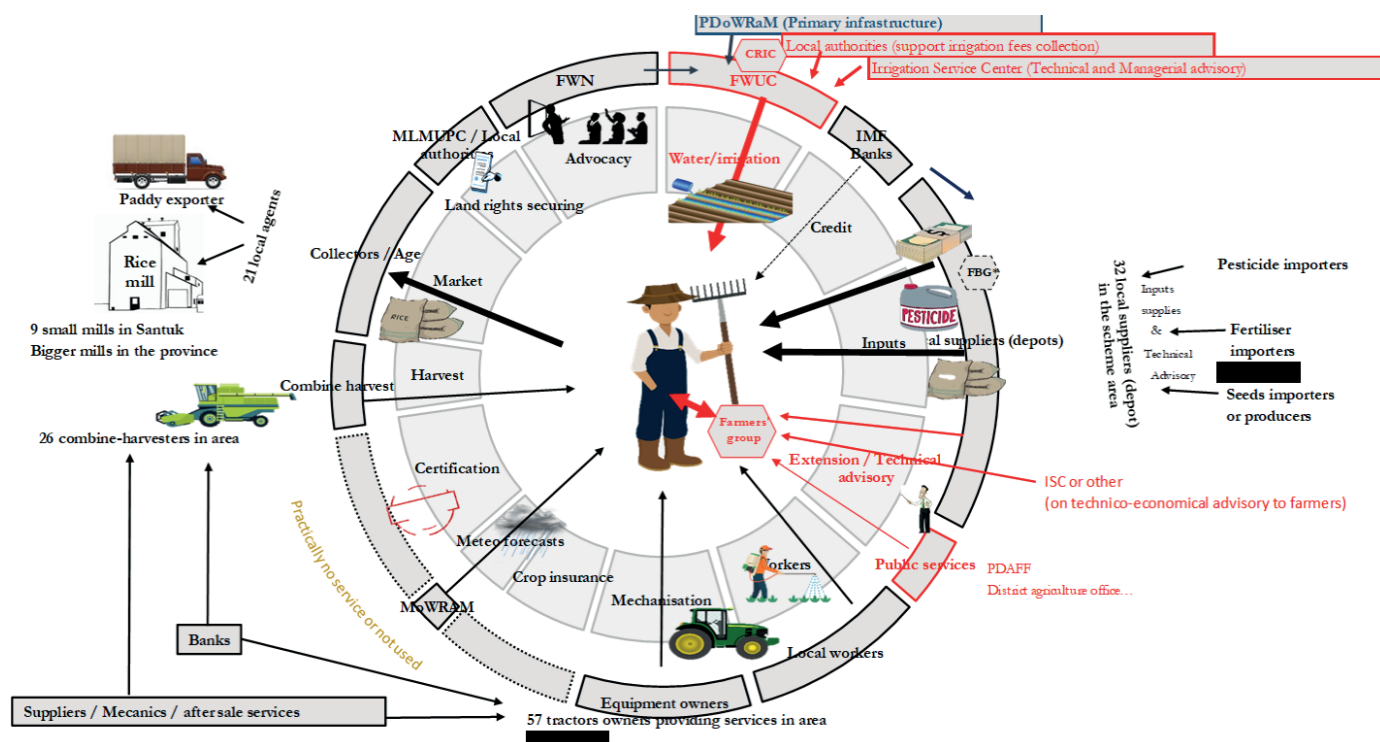 PDoWRaM (Primary infrastructure)
CRIC
Local authorities (support irrigation fees collection)
Irrigation Service Center (Technical and Managerial advisory)
FWN
FWUC
MLMUPC / Local
authorities
Advocacy
Water/irrigation
IMF
Banks
Land rights securing
Credit
Paddy exporter
21 local agents
Rice
mill
Collectors / Age
Market
RICE
FBG*
PESTICIDE
Inputs
cal suppliers (depots)
32 local suppliers (depot)
in the scheme area
Inputs
supplies
&
Technical
Advisory
Pesticide importers
Fertiliser
importers
Seeds importers
or producers
9 small mills in Santuk
Bigger mills in the province
Combine harvest
Harvest
26 combine-harvesters in area
Farmers'
group
Certification
Extension / Technical
advisory
ISC or other
(on technico-economical advisory to farmers)
Meteo forecasts
Crop insurance
Mechanisation
orkers
Public services
PDAFF
District agriculture office…
Practically no service or not used
MoWRAM
Local workers
Banks
Equipment owners
Suppliers / Mecanics / after sale services
57 tractors owners providing services in area